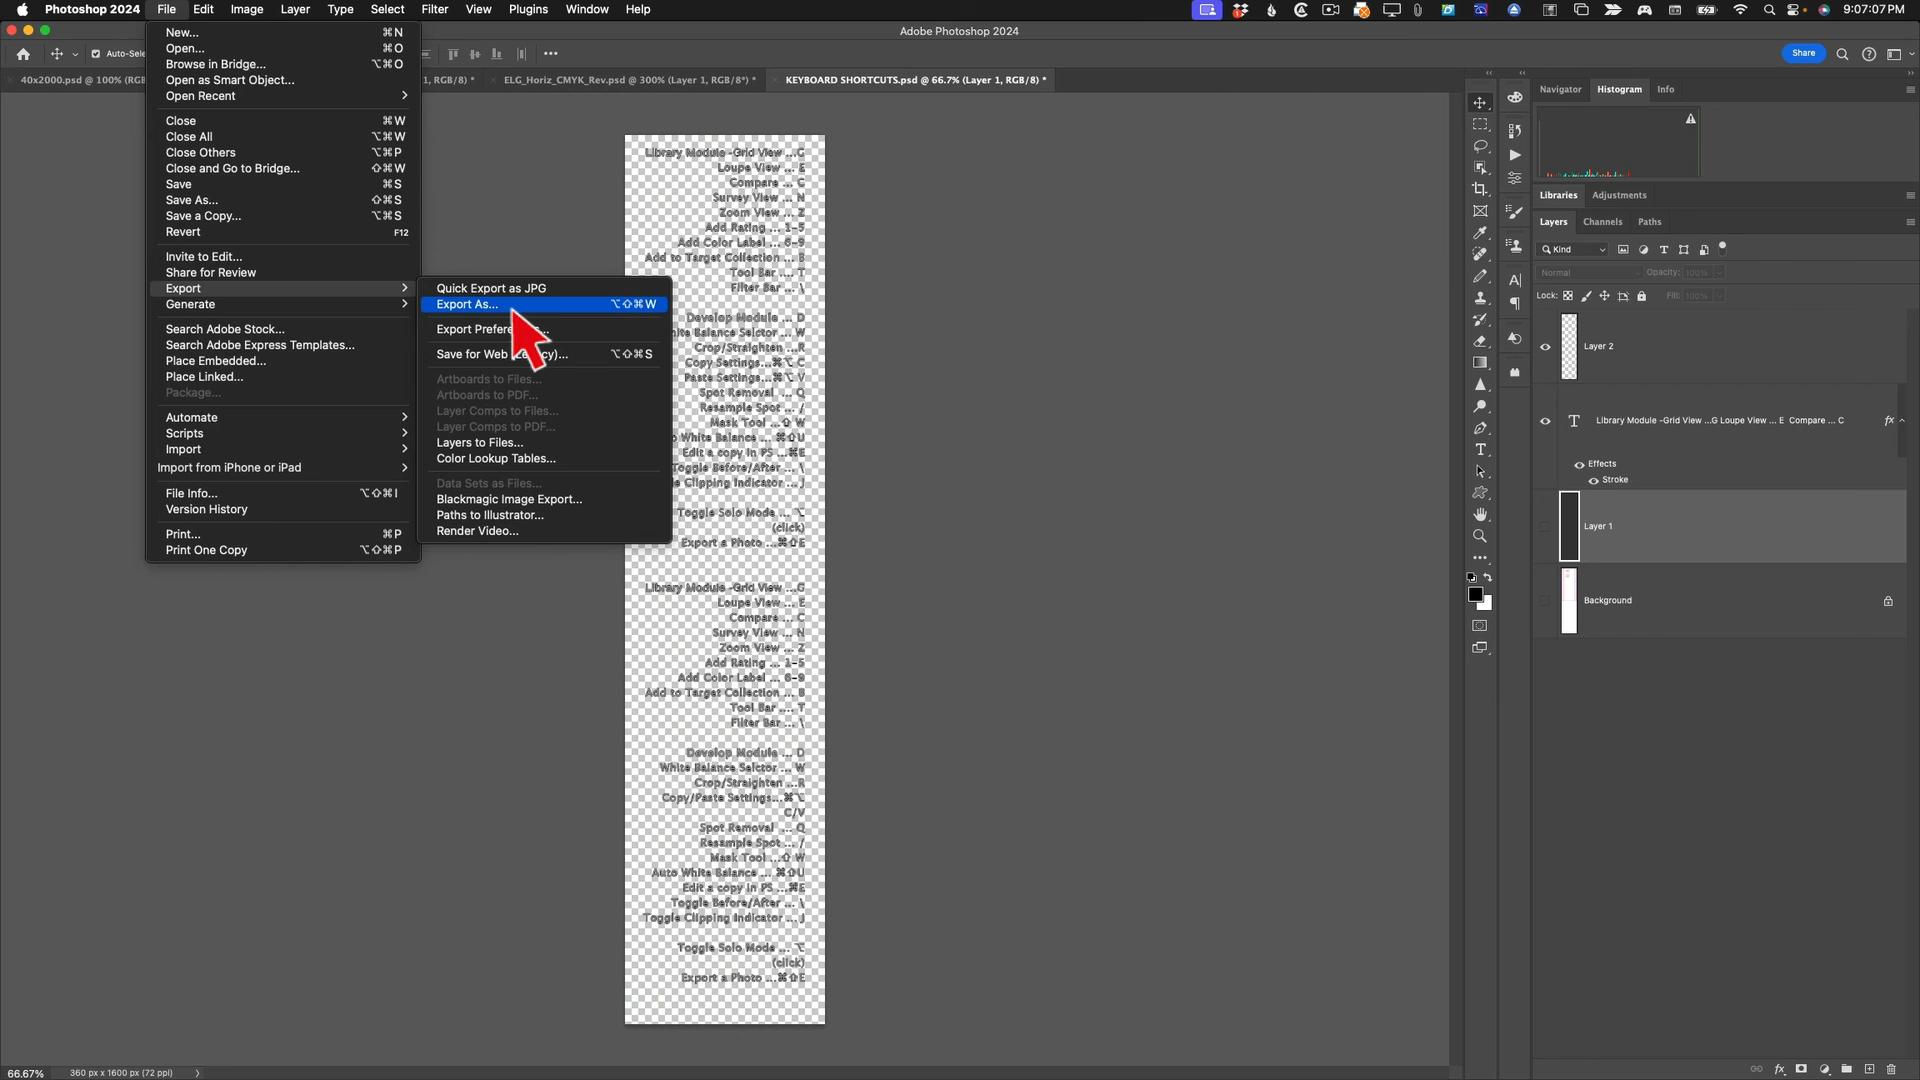 Photoshop 2024 File Edit Image Layer Type Select Filter View Plugins Window Help
9:07:07 PM
Adobe Photoshop 2024
Auto-Sele
Share
40x2000.psd @ 100% (RGB
1, RGB/8) *
ELG_Horiz_CMYK_Rev.psd @ 300% (Layer 1, RGB/8*) *
KEYBOARD SHORTCUTS.psd @ 66.7% (Layer 1, RGB/8) *
New... ⌘N
Open... ⌘O
Browse in Bridge... ⌥⌘O
Open as Smart Object...
Open Recent
Close ⌘W
Close All ⌥⌘W
Close Others ⌥⌘P
Close and Go to Bridge... ⇧⌘W
Save ⌘S
Save As... ⇧⌘S
Save a Copy... ⌥⌘S
Revert F12
Invite to Edit...
Share for Review
Export
Generate
Search Adobe Stock...
Search Adobe Express Templates...
Place Embedded...
Place Linked...
Package...
Automate
Scripts
Import
Import from iPhone or iPad
File Info... ⌥⇧⌘I
Version History
Print... ⌘P
Print One Copy ⌥⇧⌘P
Quick Export as JPG
Export As... ⌥⇧⌘W
Export Prefere
Save for Web (Le cy)... ⌥⇧⌘S
Artboards to Files...
Artboards to PDF...
Layer Comps to Files...
Layer Comps to PDF...
Layers to Files...
Color Lookup Tables...
Data Sets as Files...
Blackmagic Image Export...
Paths to Illustrator...
Render Video...
Library Module -Grid View ...G
Loupe View ... E
Compare ... C
Survey View ... N
Zoom View ... Z
Add Rating ... 1-5
Add Color Label ... 6-9
Add to Target Collection ... B
Tool Bar .... T
Filter Bar ... \
Develop Module ... D
hite Balance Selctor ... W
Crop/Straighten ...R
Copy Settings...⌘⌥ C
Paste Settings...⌘⌥ V
Spot Removal ... Q
Resample Spot ... /
Mask Tool ...⇧ W
o White Balance ... ⌘⇧U
Edit a copy in PS ...⌘E
Toggle Before/After ... \
oggle Clipping Indicator ... J
Toggle Solo Mode ... ⌥
(click)
Export a Photo ...⌘⇧E
Library Module -Grid View ...G
Loupe View ... E
Compare ... C
Survey View ... N
Zoom View ... Z
Add Rating ... 1-5
Add Color Label ... 6-9
Add to Target Collection ... B
Tool Bar .... T
Filter Bar ... \
Develop Module ... D
White Balance Selctor ... W
Crop/Straighten ...R
Copy/Paste Settings...⌘⌥
C/V
Spot Removal ... Q
Resample Spot ... /
Mask Tool ...⇧ W
Auto White Balance ... ⌘⇧U
Edit a copy in PS ...⌘E
Toggle Before/After ... \
Toggle Clipping Indicator ... J
Toggle Solo Mode ... ⌥
(click)
Export a Photo ...⌘⇧E
Navigator Histogram Info
Libraries Adjustments
Layers Channels Paths
Kind
Normal Opacity: 100%
Lock: Fill: 100%
Layer 2
Library Module -Grid View ...G Loupe View ... E Compare ... C fx
Effects
Stroke
Layer 1
Background
66.67% 360 px x 1600 px (72 ppi)